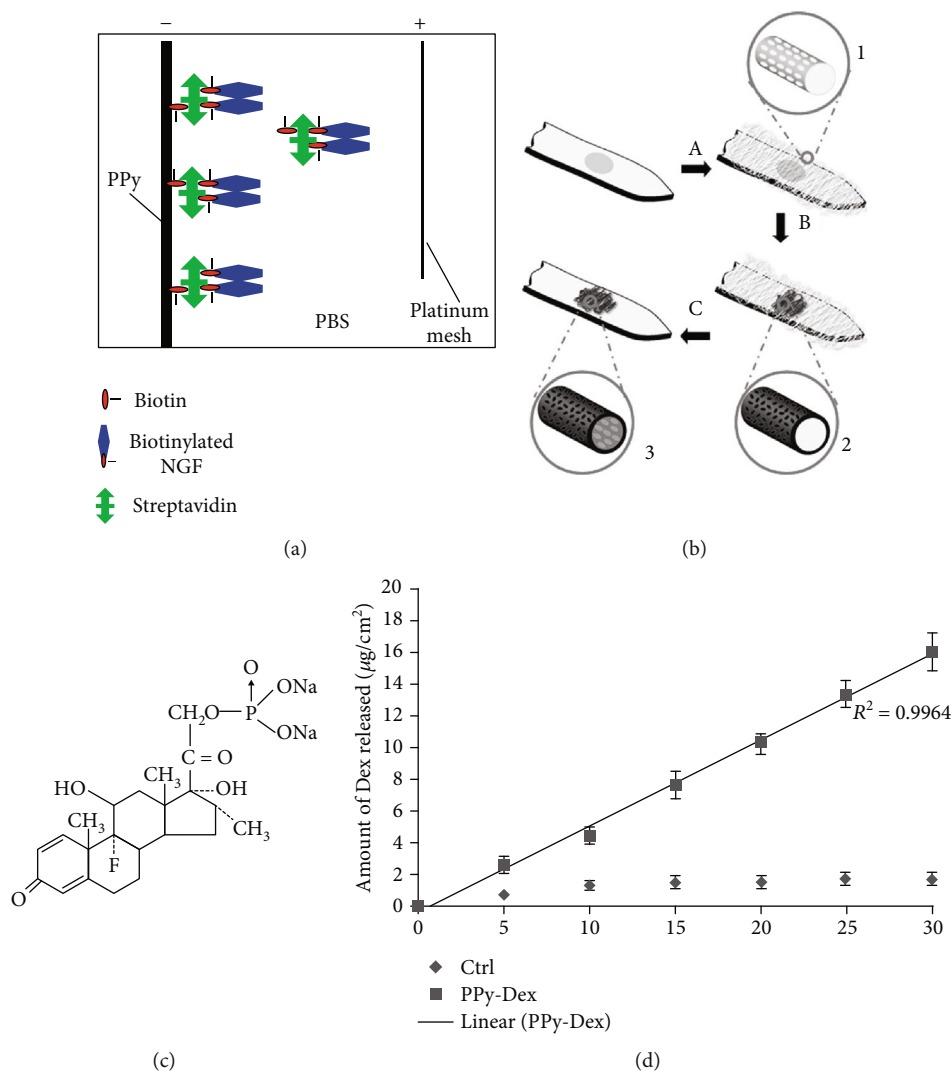 −
+
PPy
PBS
Platinum
mesh
Biotin
Biotinylated
NGF
Streptavidin
(a)
1
A
B
C
3
2
(b)
O
ONa
CH2O
P
ONa
C = O
CH3
OH
HO
CH3
CH3
F
O
(c)
Amount of Dex released (μg/cm²)
20
18
16
14
12
10
8
6
4
2
0
R² = 0.9964
0
5
10
15
20
25
30
Ctrl
PPy-Dex
Linear (PPy-Dex)
(d)